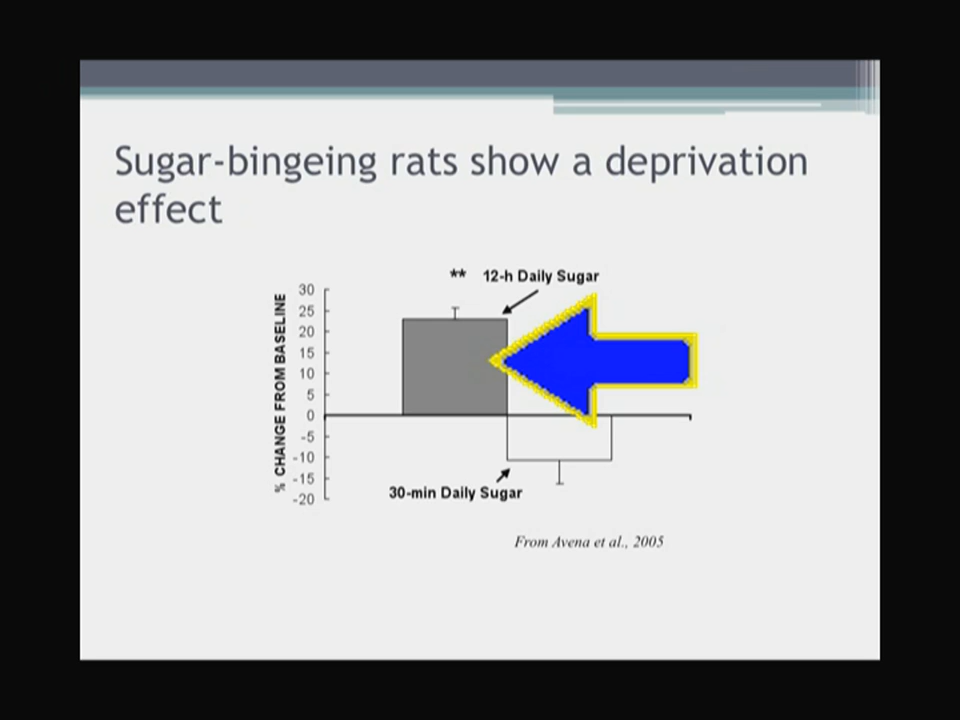 Sugar-bingeing rats show a deprivation
effect
** 12-h Daily Sugar
% CHANGE FROM BASELINE
30
25
20
15
10
5
0
-5
-10
-15
-20
30-min Daily Sugar
From Avena et al., 2005